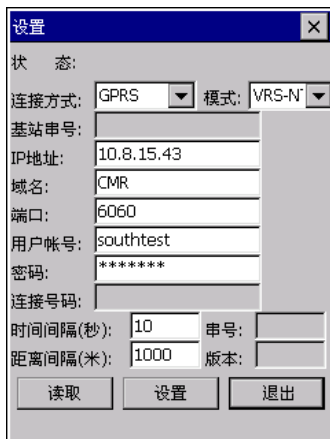 设置
状 态:
连接方式: GPRS 模式: VRS-N
基站串号:
IP地址: 10.8.15.43
域名: CMR
端口: 6060
用户帐号: southtest
密码: *******
连接号码:
时间间隔(秒): 10 串号:
距离间隔(米): 1000 版本:
读取 设置 退出